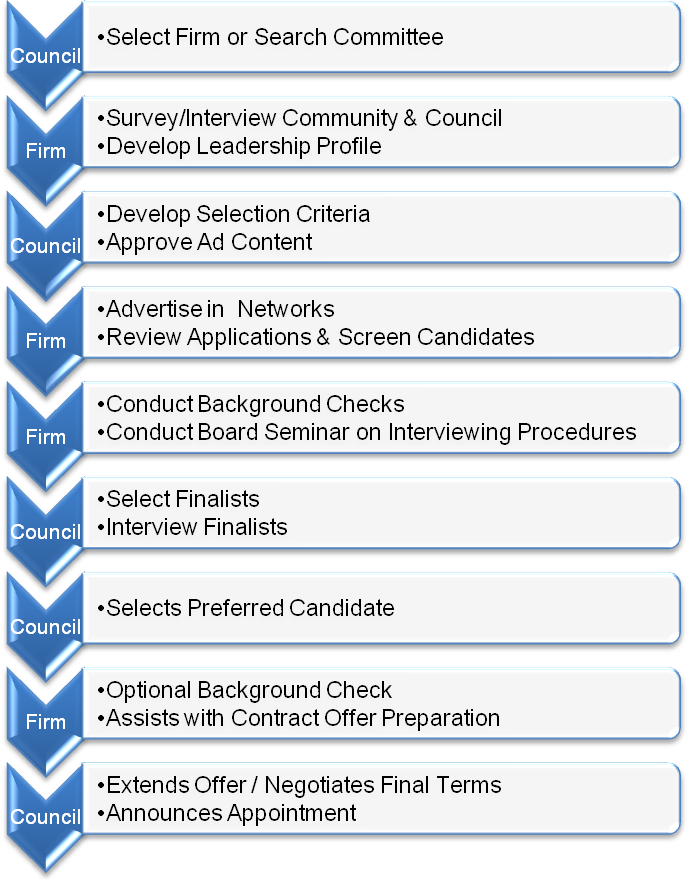 Council
•Select Firm or Search Committee
Firm
•Survey/Interview Community & Council
•Develop Leadership Profile
Council
•Develop Selection Criteria
•Approve Ad Content
Firm
•Advertise in  Networks
•Review Applications & Screen Candidates
Firm
•Conduct Background Checks
•Conduct Board Seminar on Interviewing Procedures
Council
•Select Finalists
•Interview Finalists
Council
•Selects Preferred Candidate
Firm
•Optional Background Check
•Assists with Contract Offer Preparation
Council
•Extends Offer / Negotiates Final Terms
•Announces Appointment